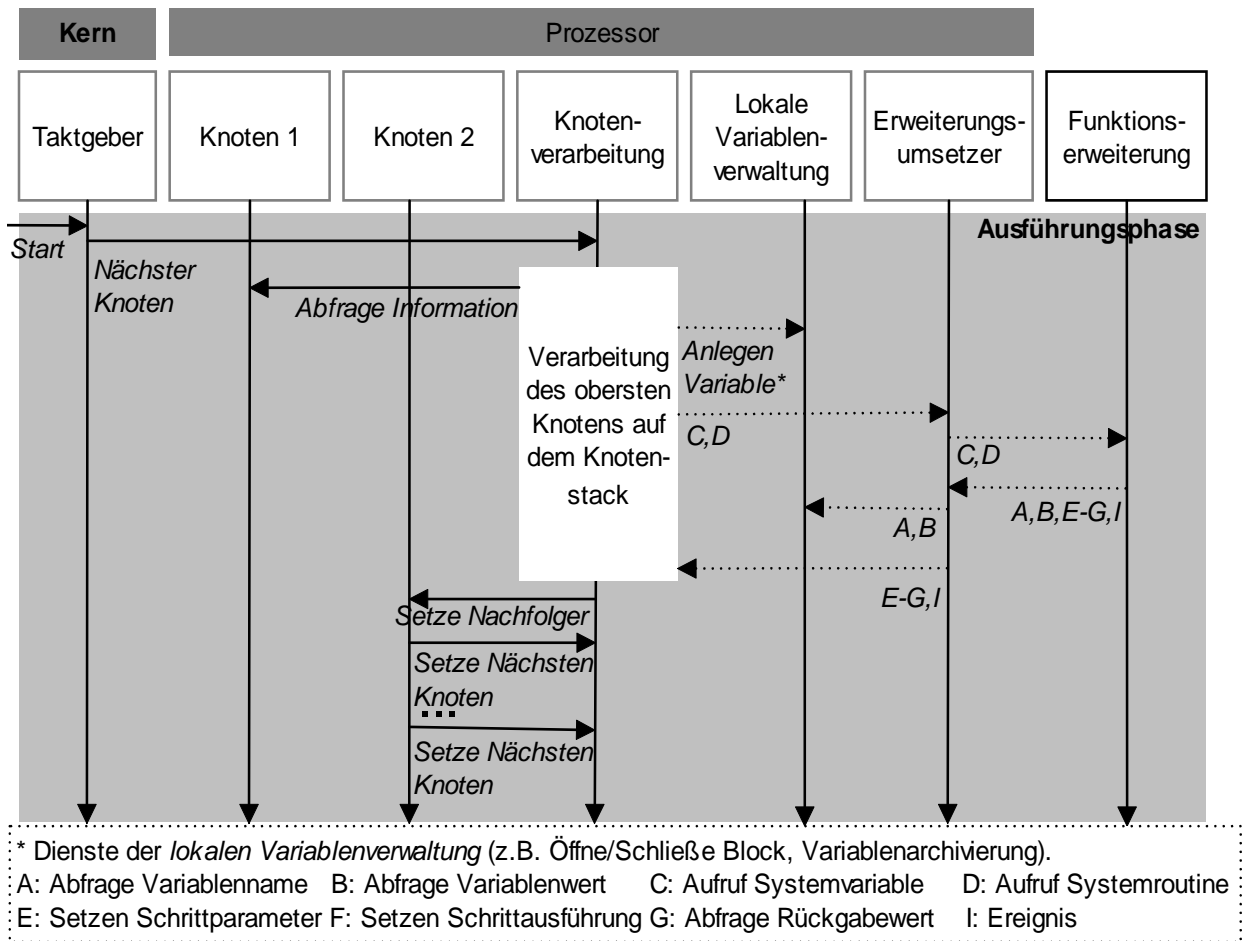 Kern
Prozessor
Taktgeber
Knoten 1
Knoten 2
Knoten-
verarbeitung
Lokale
Variablen-
verwaltung
Erweiterungs-
umsetzer
Funktions-
erweiterung
Ausführungsphase
Start
Nächster
Knoten
Abfrage Information
Verarbeitung
des obersten
Knotens auf
dem Knoten-
stack
Anlegen
Variable*
C,D
C,D
A,B,E-G,I
A,B
E-G,I
Setze Nachfolger
Setze Nächsten
Knoten
...
Setze Nächsten
Knoten
* Dienste der lokalen Variablenverwaltung (z.B. Öffne/Schließe Block, Variablenarchivierung).
A: Abfrage Variablenname B: Abfrage Variablenwert C: Aufruf Systemvariable D: Aufruf Systemroutine
E: Setzen Schrittparameter F: Setzen Schrittausführung G: Abfrage Rückgabewert I: Ereignis